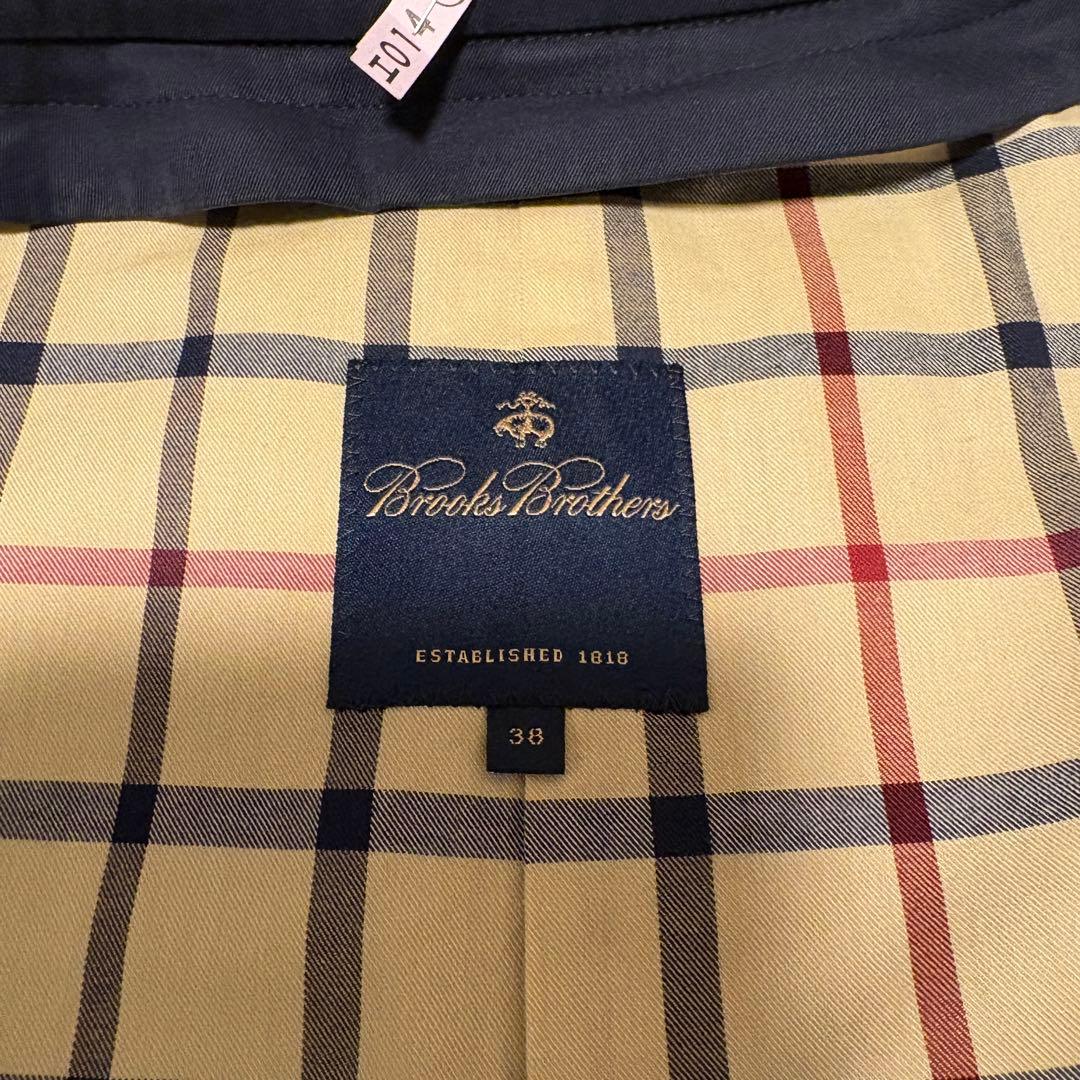 I014
Brooks Brothers
ESTABLISHED 1818
38